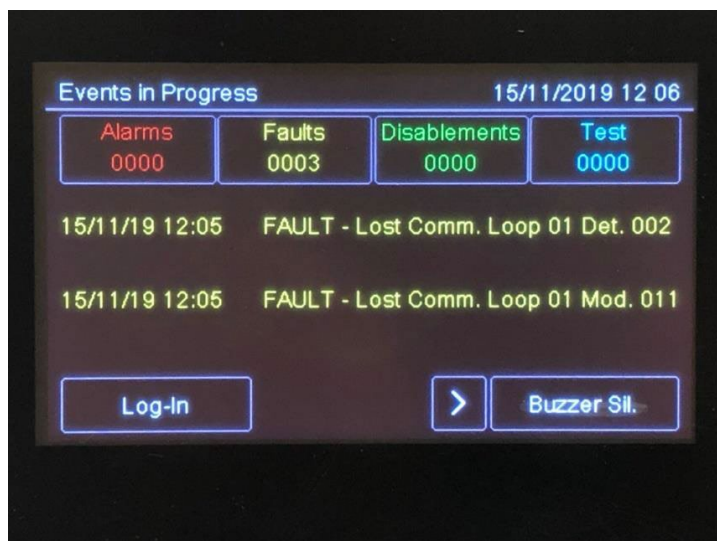 Events in Progress 15/11/2019 12 06
Alarms Faults Disablements Test
0000 0003 0000 0000
15/11/19 12:05 FAULT - Lost Comm. Loop 01 Det. 002
15/11/19 12:05 FAULT - Lost Comm. Loop 01 Mod. 011
Log-In > Buzzer Sil.